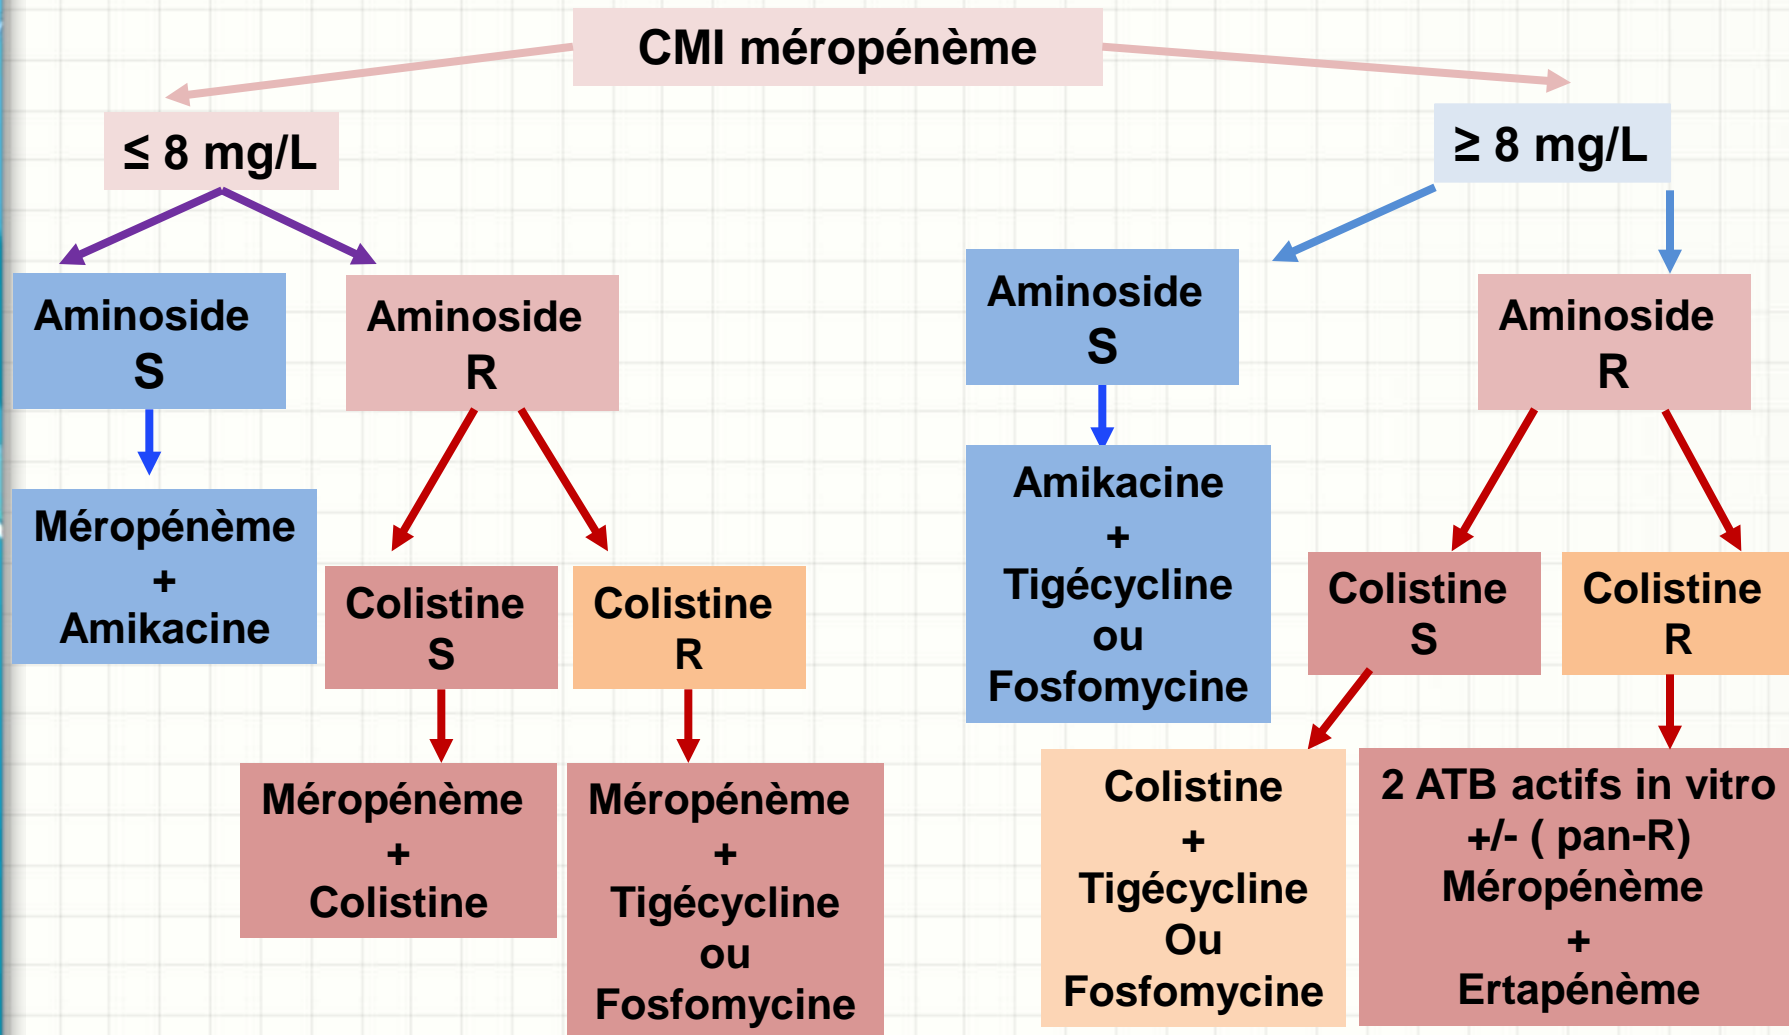 CMI méropénème
≤ 8 mg/L
≥ 8 mg/L
Aminoside
S
Aminoside
R
Aminoside
S
Aminoside
R
Méropénème
+
Amikacine
Colistine
S
Colistine
R
Amikacine
+
Tigécycline
ou
Fosfomycine
Colistine
S
Colistine
R
Méropénème
+
Colistine
Méropénème
+
Tigécycline
ou
Fosfomycine
Colistine
+
Tigécycline
Ou
Fosfomycine
2 ATB actifs in vitro
+/- ( pan-R)
Méropénème
+
Ertapénème